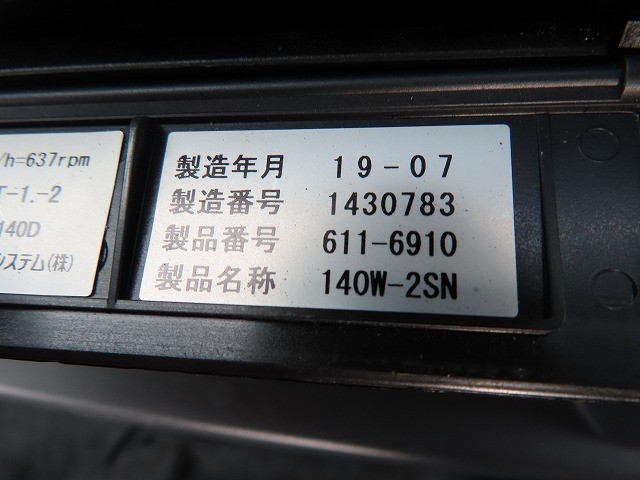 /h=637rpm
T-1.-2
140D
システム(株)
製造年月 19-07
製造番号 1430783
製品番号 611-6910
製品名称 140W-2SN